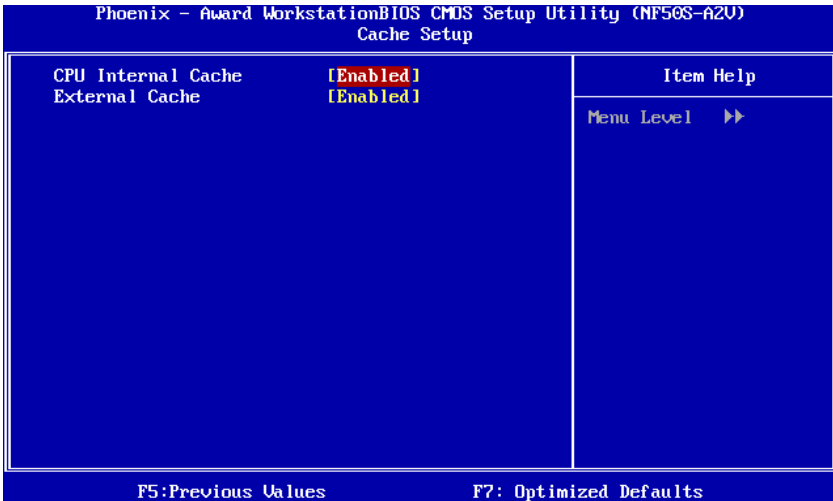 Phoenix - Award WorkstationBIOS CMOS Setup Utility (NF50S-A2V)
Cache Setup
CPU Internal Cache [Enabled]
External Cache [Enabled]
Item Help
Menu Level
F5:Previous Values F7: Optimized Defaults